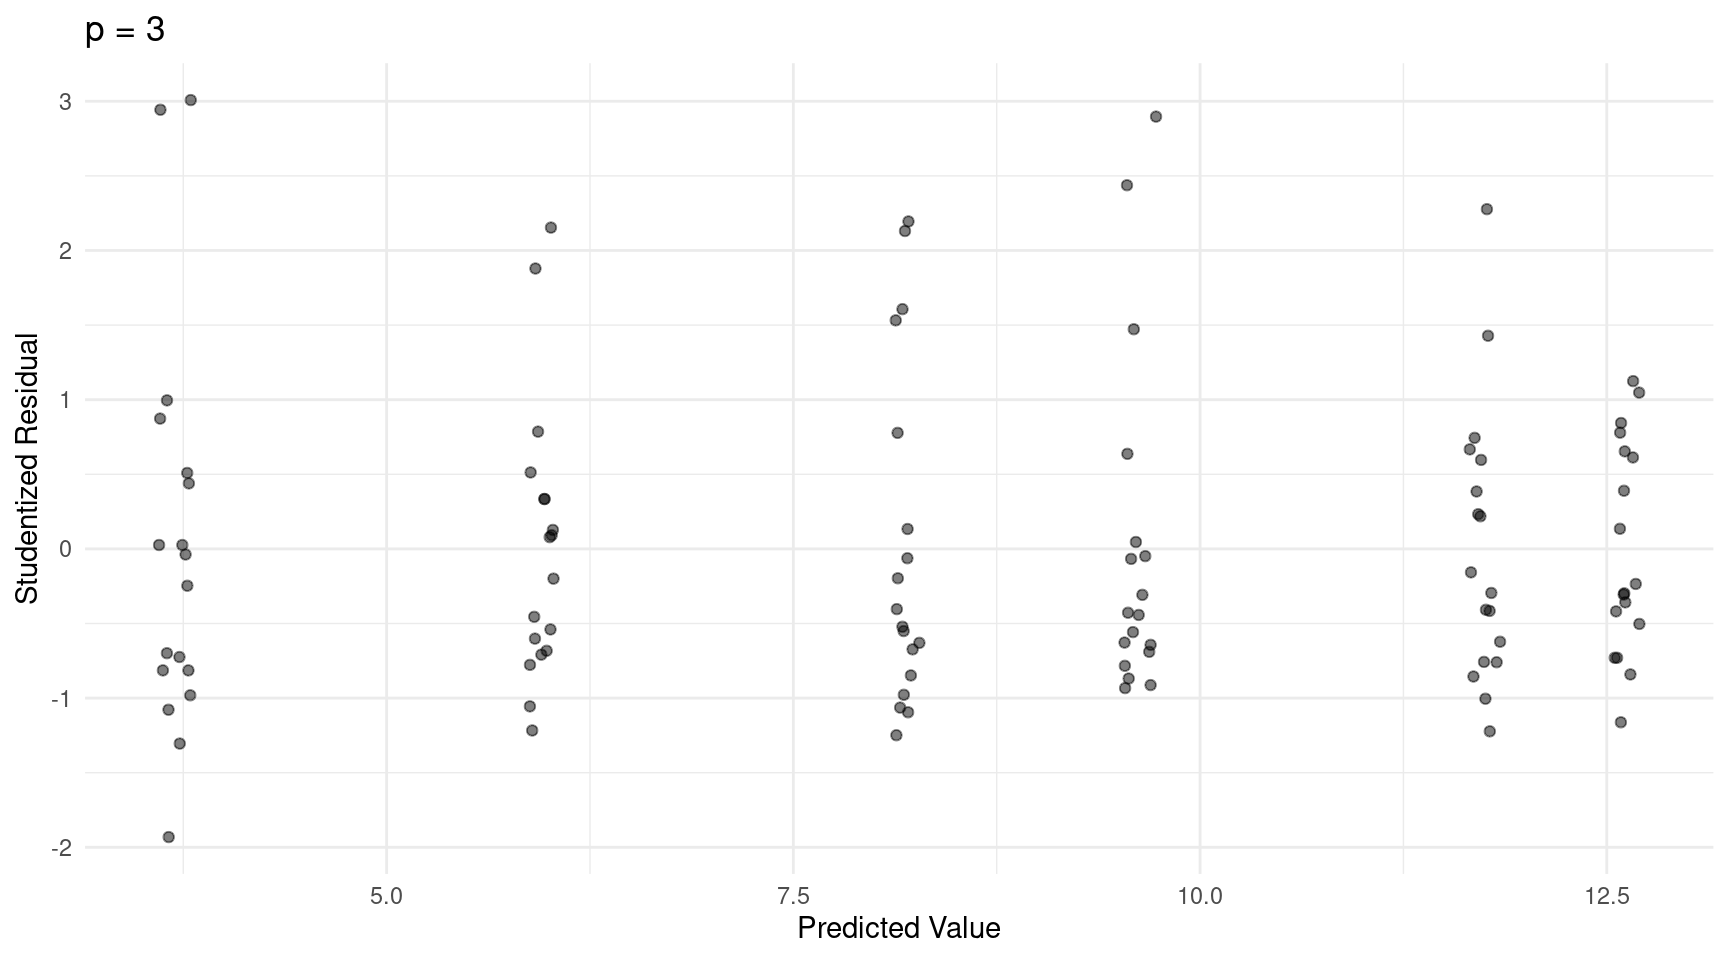 p = 3
Studentized Residual
3
2
1
0
-1
-2
5.0 7.5 10.0 12.5
Predicted Value